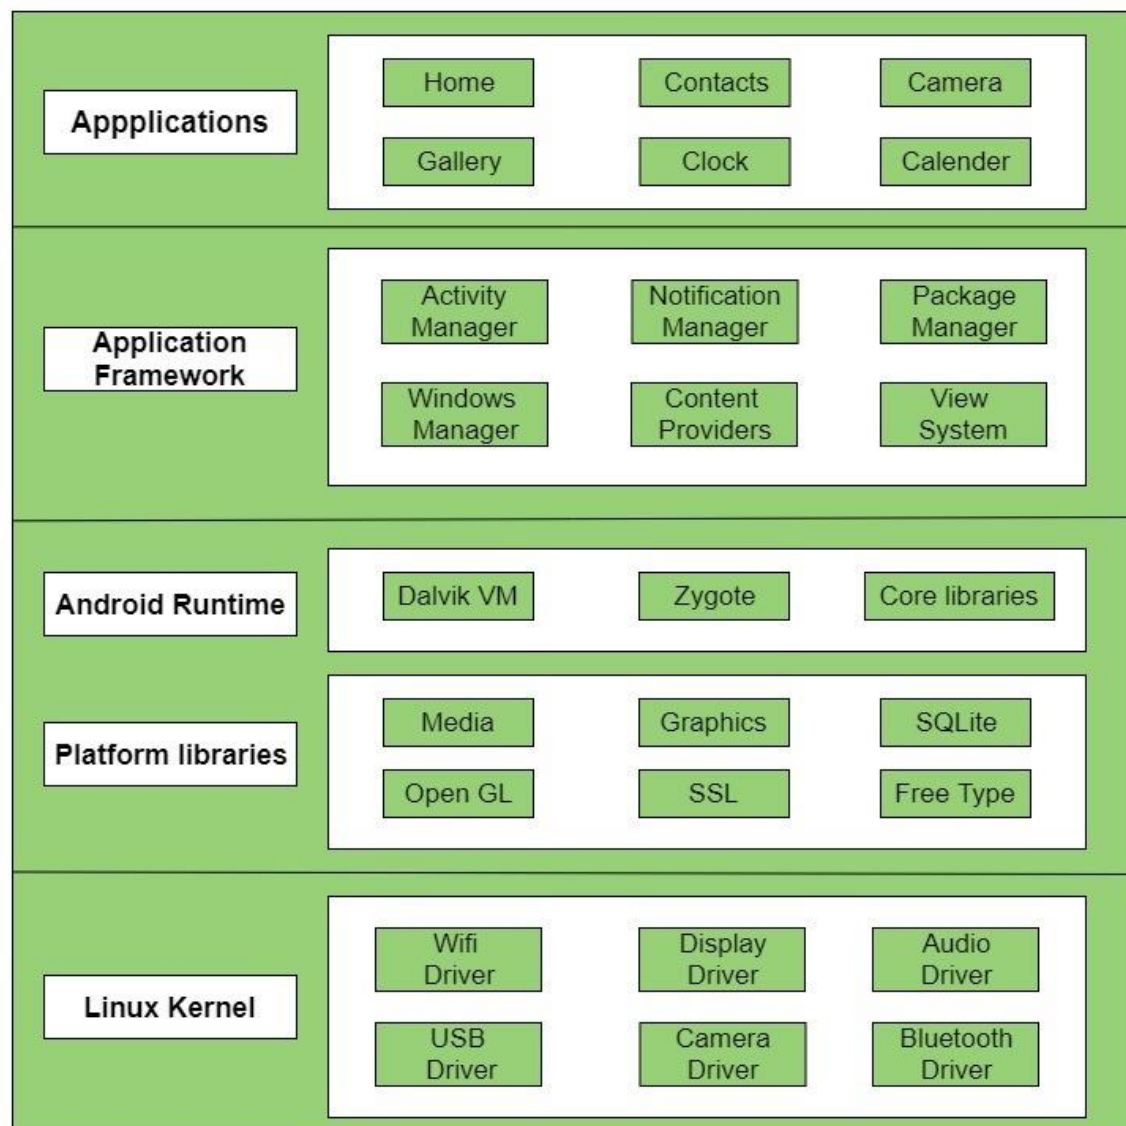 Appplications
Home
Contacts
Camera
Gallery
Clock
Calender
Application
Framework
Activity
Manager
Notification
Manager
Package
Manager
Windows
Manager
Content
Providers
View
System
Android Runtime
Dalvik VM
Zygote
Core libraries
Platform libraries
Media
Graphics
SQLite
Open GL
SSL
Free Type
Linux Kernel
Wifi
Driver
Display
Driver
Audio
Driver
USB
Driver
Camera
Driver
Bluetooth
Driver